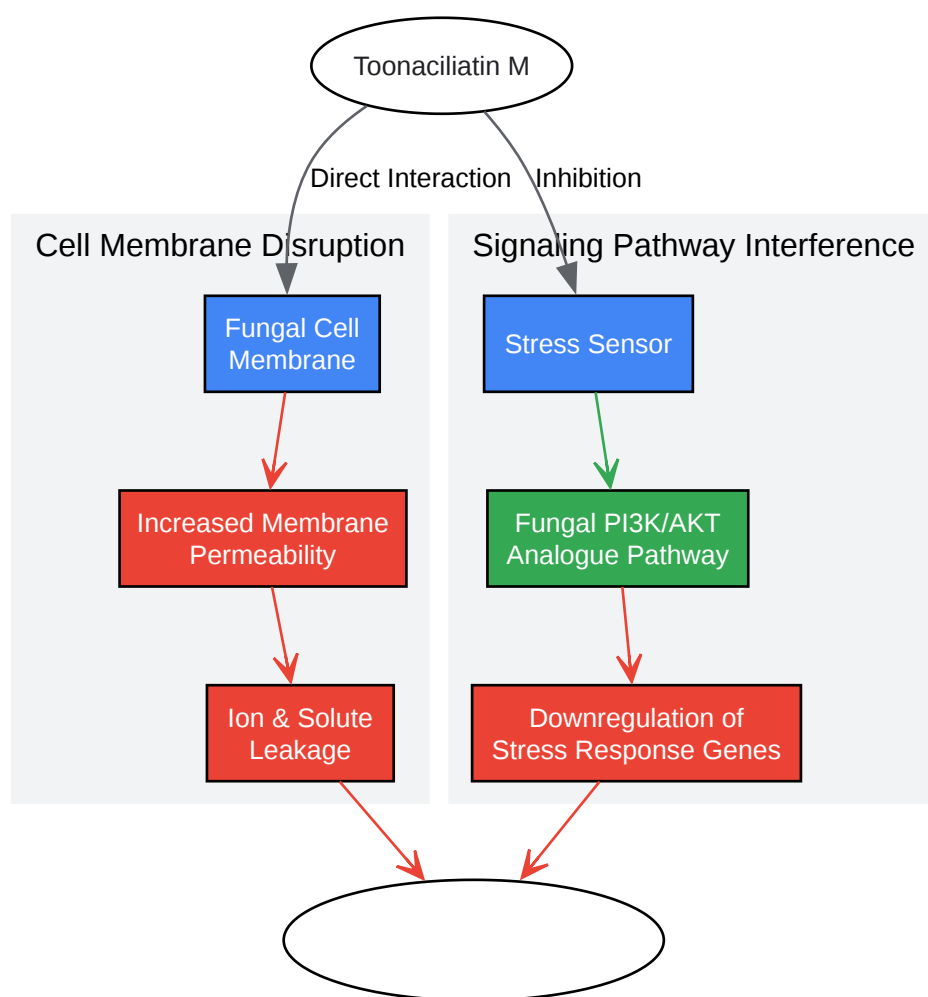 Toonaciliatin M
Direct Interaction
Inhibition
Cell Membrane Disruption
Signaling Pathway Interference
Fungal Cell
Membrane
Stress Sensor
Increased Membrane
Permeability
Fungal PI3K/AKT
Analogue Pathway
Ion & Solute
Leakage
Downregulation of
Stress Response Genes